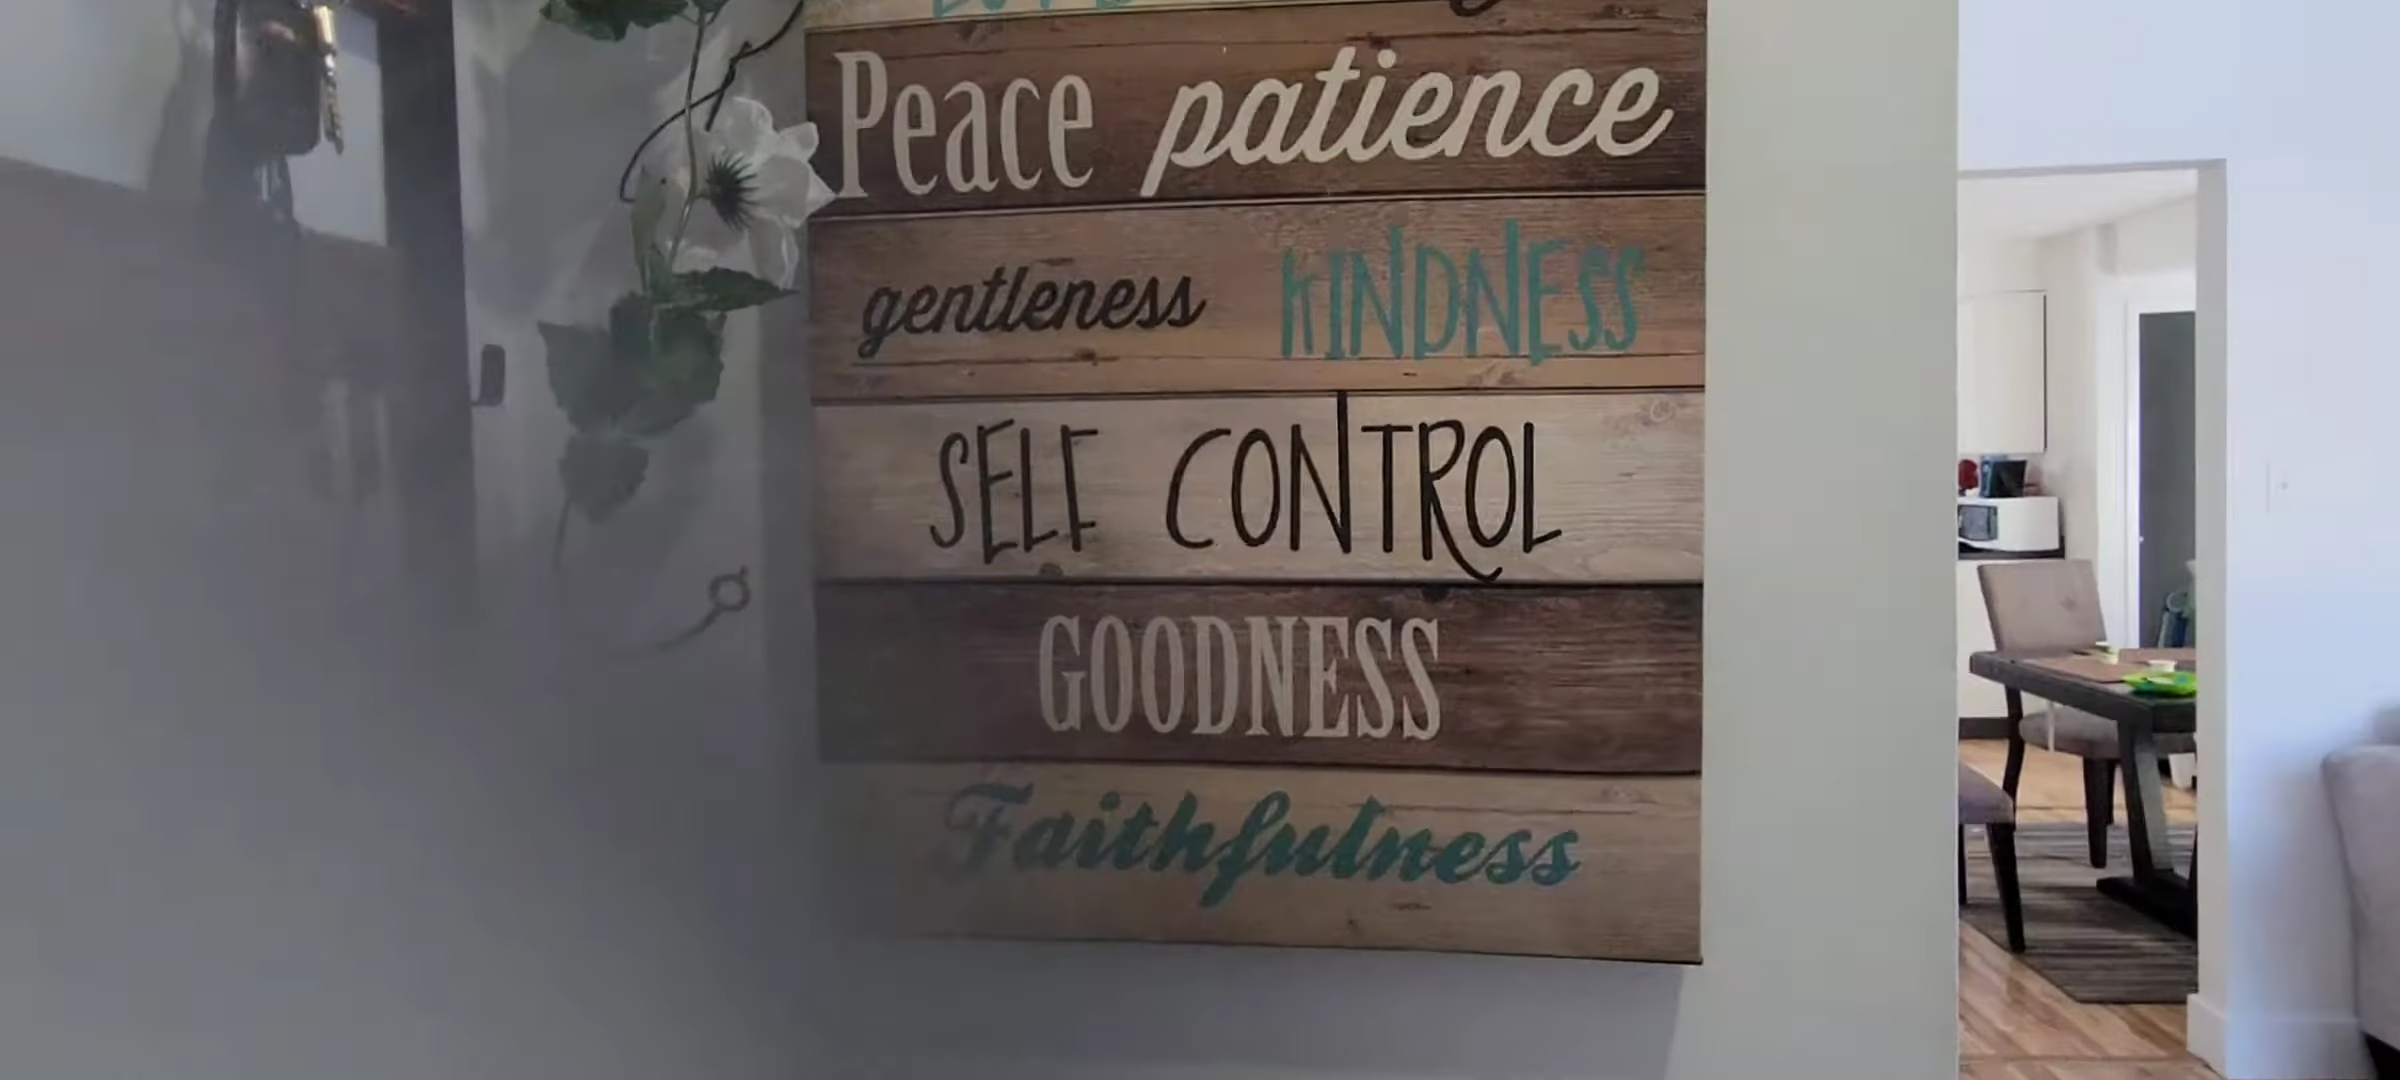 Peace patience
gentleness KINDNESS
SELF CONTROL
GOODNESS
Faithfulness